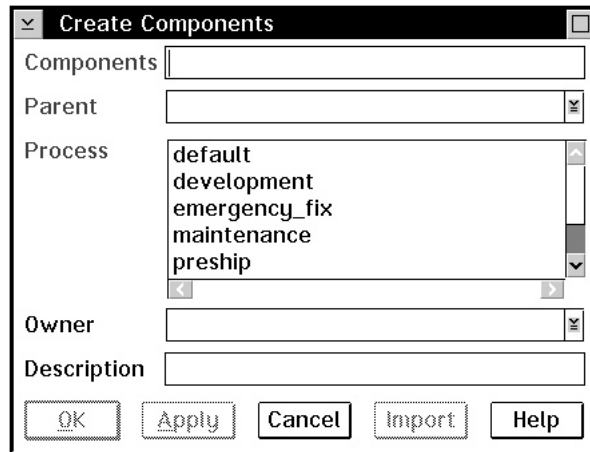 Create Components
Components
Parent
Process
default
development
emergency_fix
maintenance
preship
Owner
Description
OK Apply Cancel Import Help